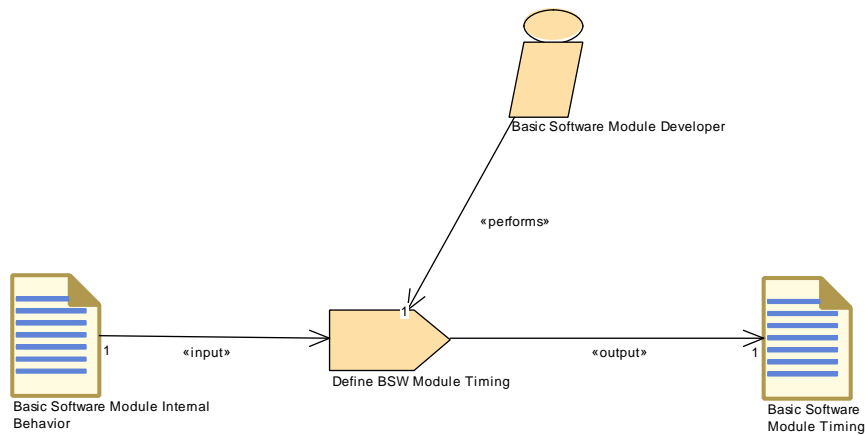 Basic Software Module Developer
«performs»
1
1
«input»
«output»
1
Define BSW Module Timing
Basic Software Module Internal
Behavior
Basic Software
Module Timing